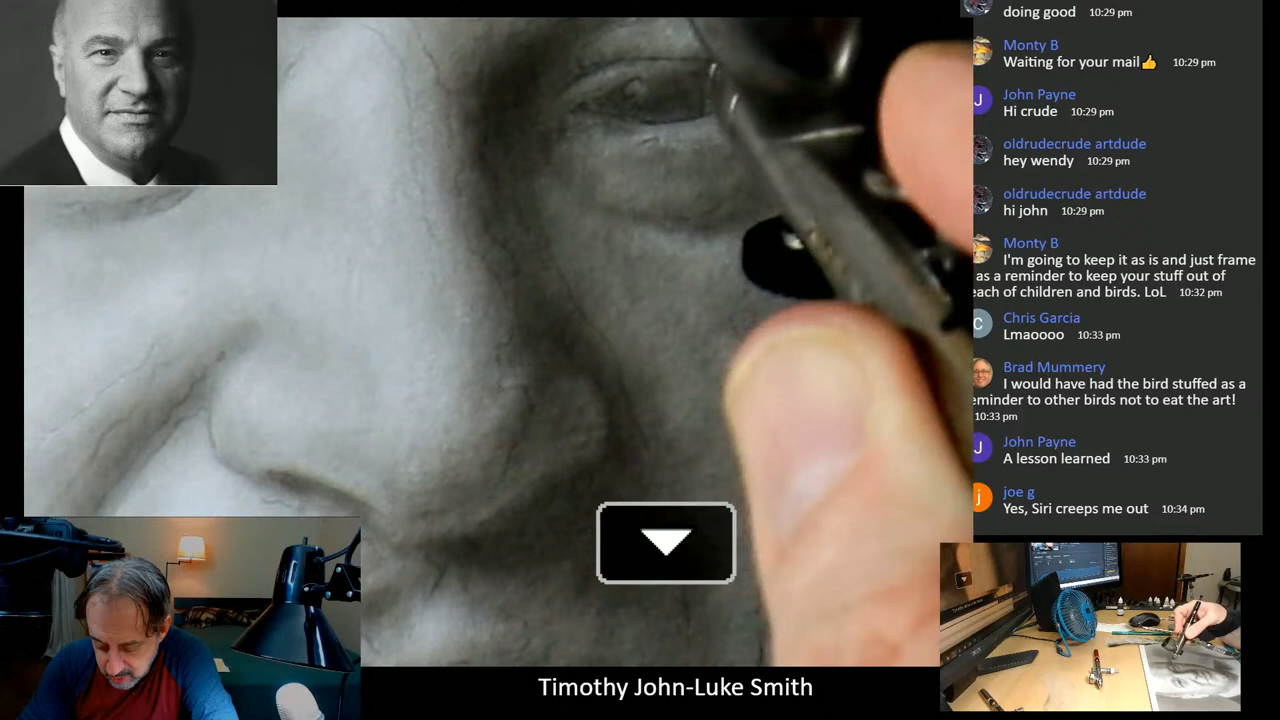 doing good 10:29 pm
Monty B
Waiting for your mail👍 10:29 pm
J
John Payne
Hi crude 10:29 pm
oldrudecrude artdude
hey wendy 10:29 pm
oldrudecrude artdude
hi john 10:29 pm
Monty B
I'm going to keep it as is and just frame
as a reminder to keep your stuff out of
each of children and birds. LoL 10:32 pm
C
Chris Garcia
Lmaoooo 10:33 pm
Brad Mummery
I would have had the bird stuffed as a
eminder to other birds not to eat the art!
10:33 pm
J
John Payne
A lesson learned 10:33 pm
j
joe g
Yes, Siri creeps me out 10:34 pm
Timothy John-Luke Smith